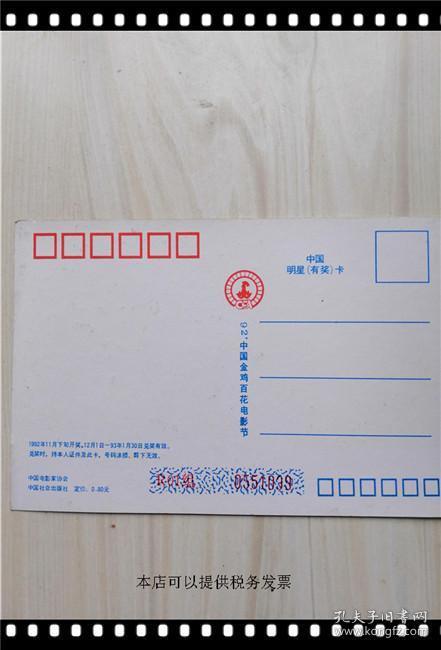 中国
明星(有奖)卡
92'中国金鸡百花电影节
1992年11月下旬开奖。12月1日—93年1月30日兑奖有效。
兑奖时，持本人证件及此卡，号码涂损、剪下无效。
中国电影家协会
中国社会出版社 定价：0.80元
0551699
本店可以提供税务发票
孔夫子旧书网
www.kongfz.com